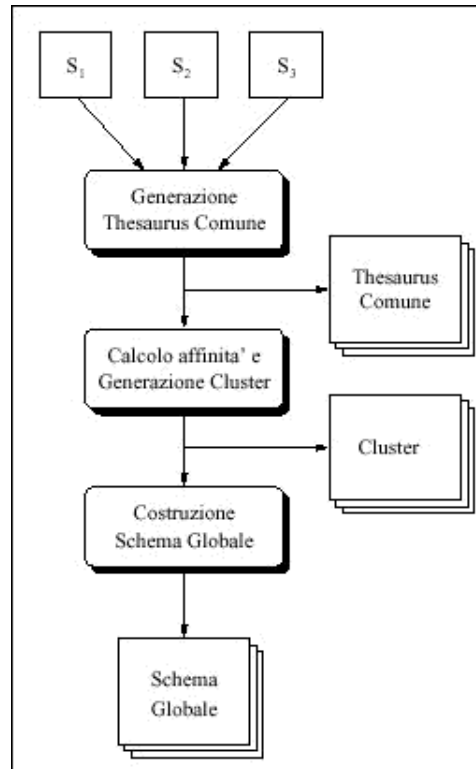 S1 S2 S3
Generazione
Thesaurus Comune
Thesaurus
Comune
Calcolo affinita' e
Generazione Cluster
Cluster
Costruzione
Schema Globale
Schema
Globale